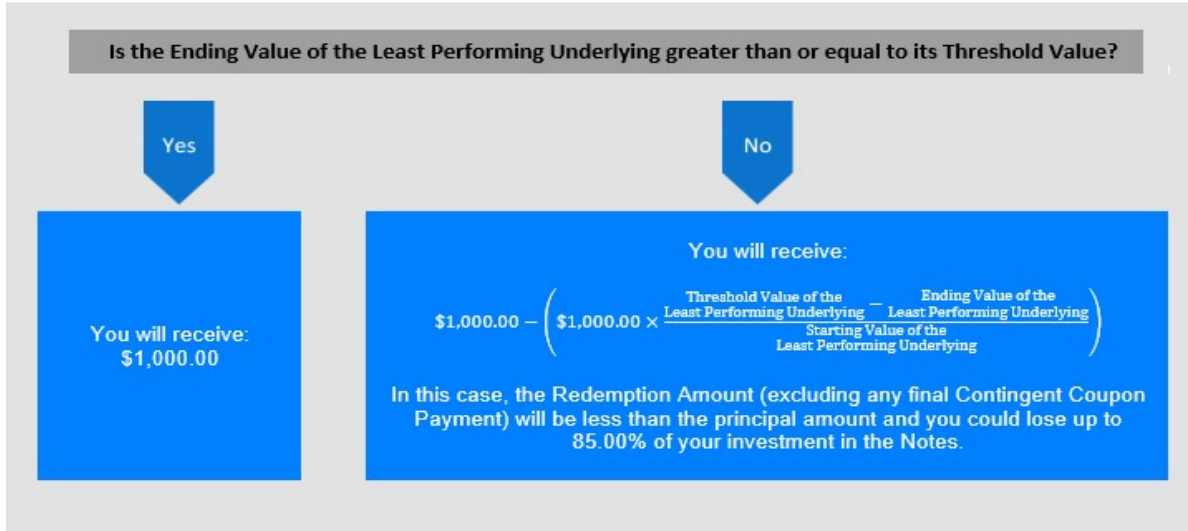 Is the Ending Value of the Least Performing Underlying greater than or equal to its Threshold Value?
Yes
No
You will receive:
$1,000.00
You will receive:
$1,000.00 − ($1,000.00 × (Threshold Value of the Least Performing Underlying − Ending Value of the Least Performing Underlying) / Starting Value of the Least Performing Underlying)
In this case, the Redemption Amount (excluding any final Contingent Coupon
Payment) will be less than the principal amount and you could lose up to
85.00% of your investment in the Notes.